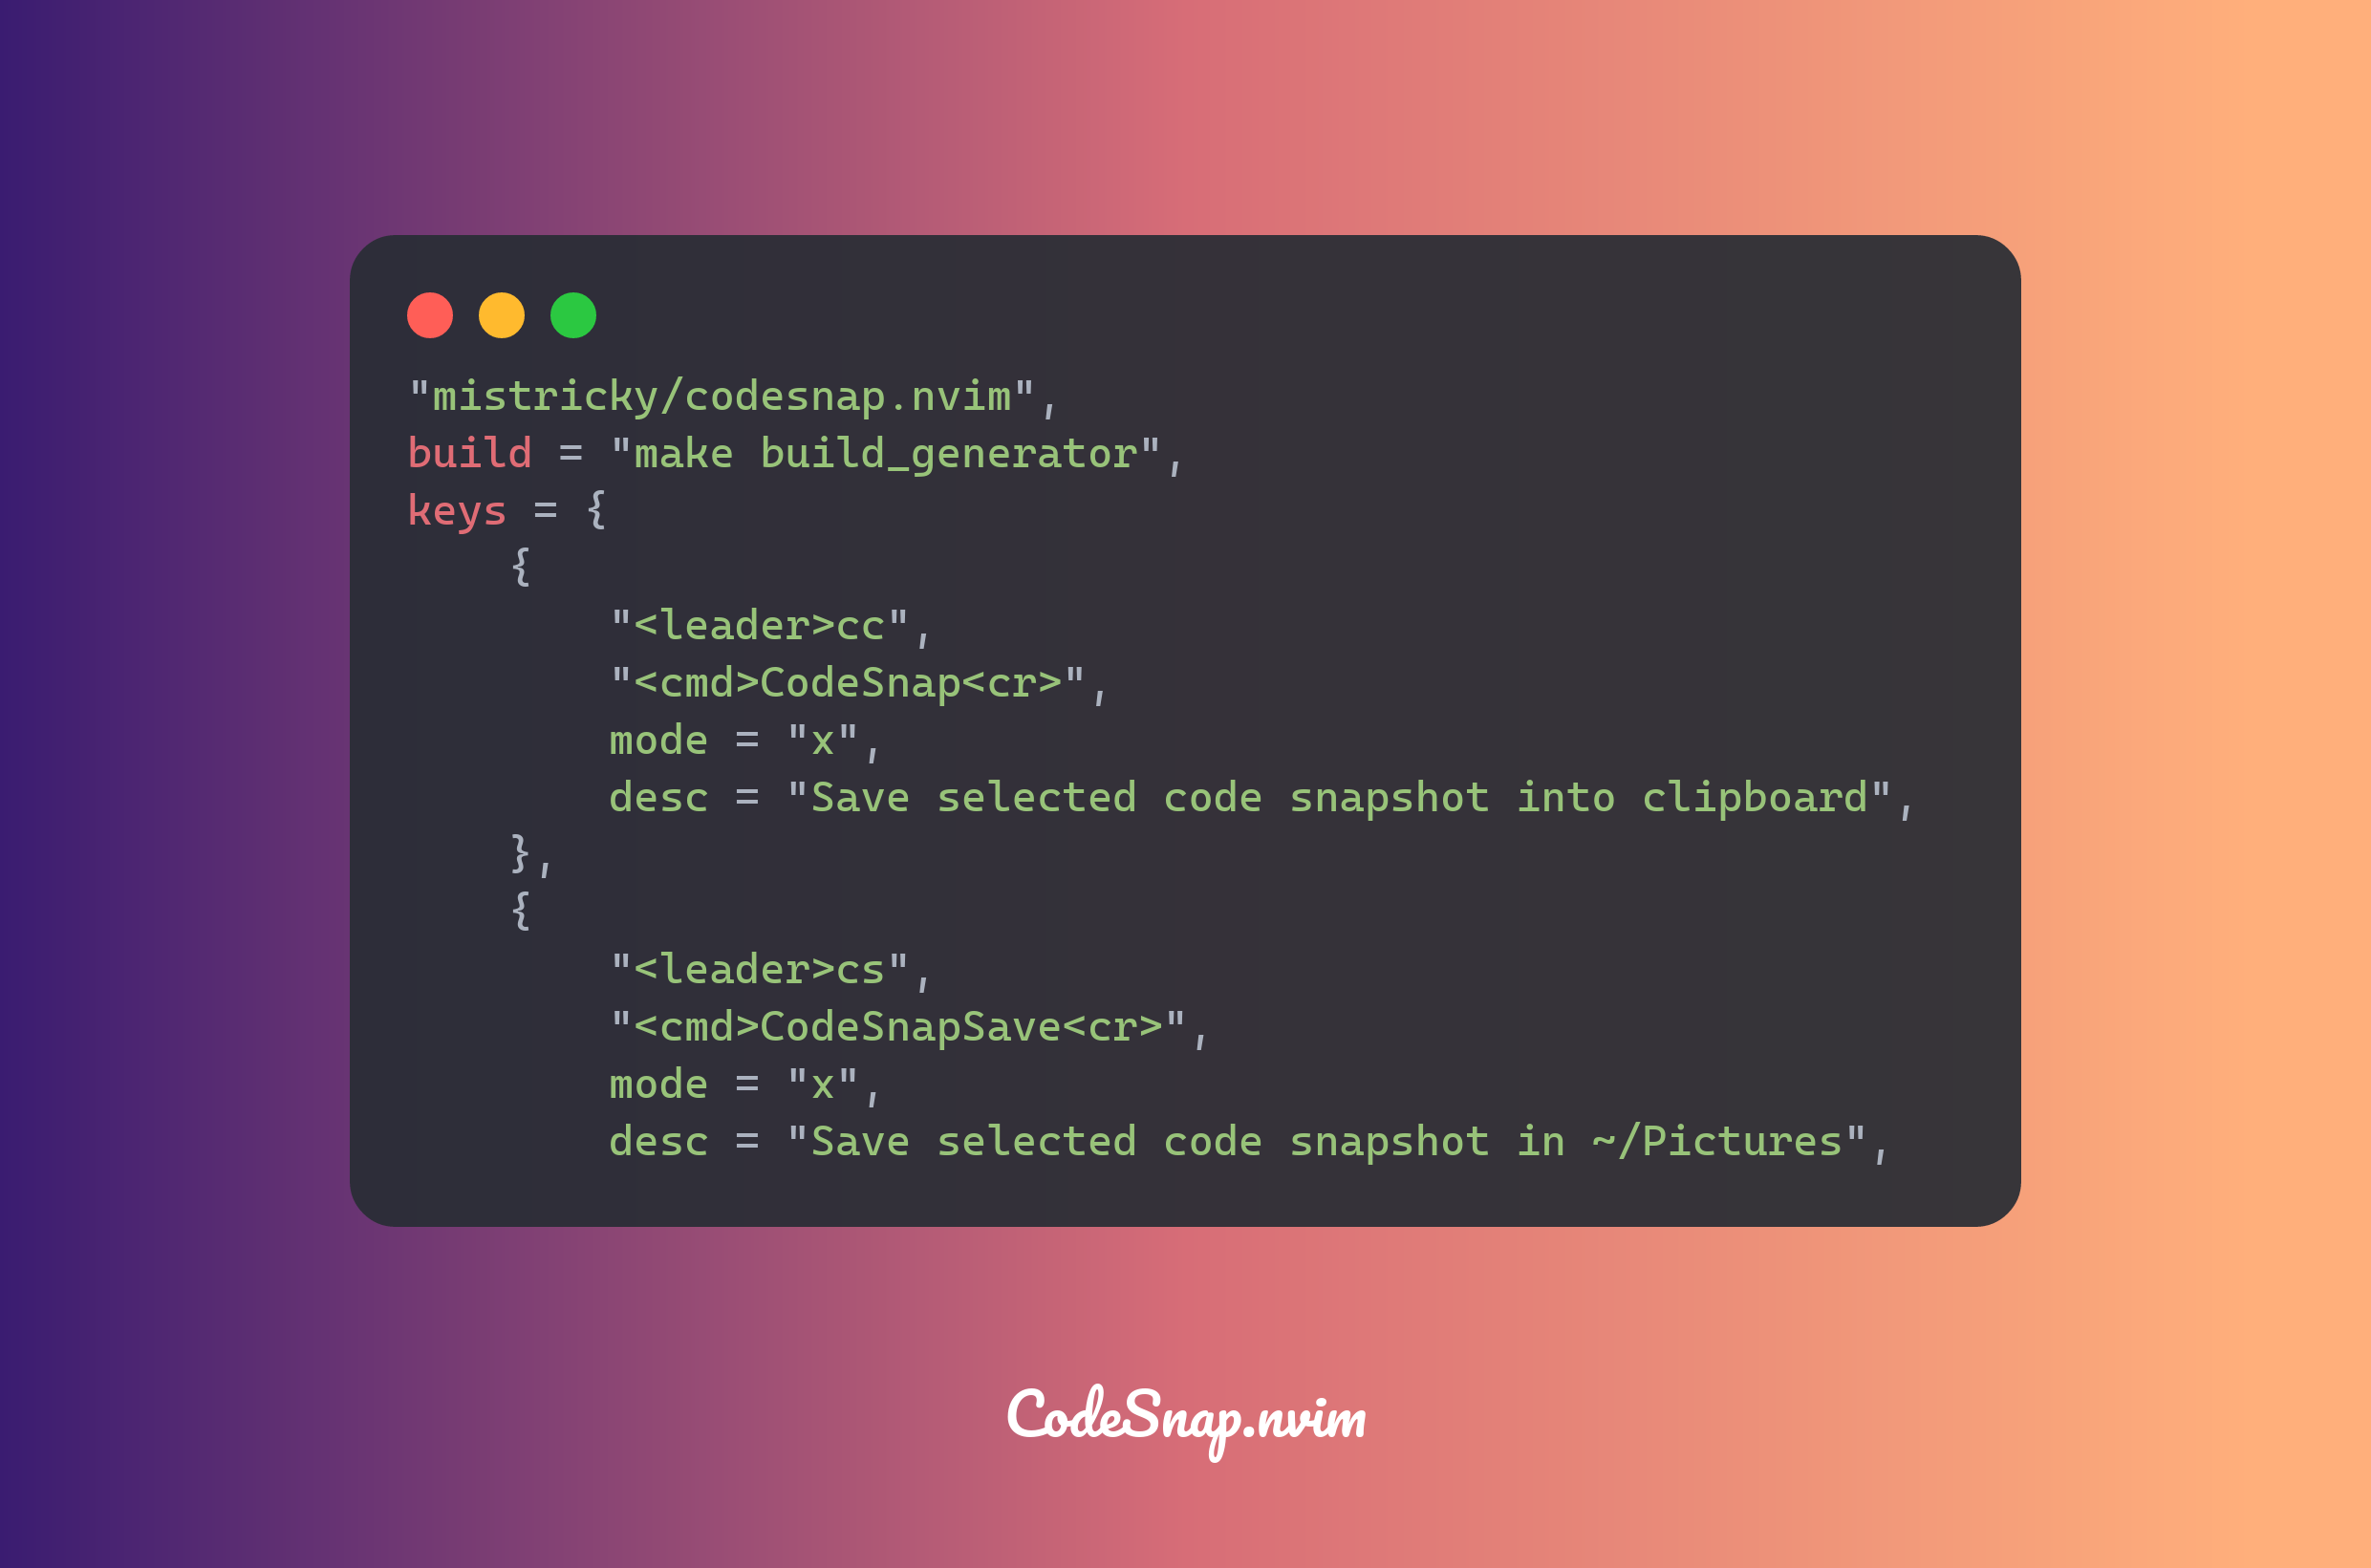 "mistricky/codesnap.nvim",
build = "make build_generator",
keys = {
    {
        "<leader>cc",
        "<cmd>CodeSnap<cr>",
        mode = "x",
        desc = "Save selected code snapshot into clipboard",
    },
    {
        "<leader>cs",
        "<cmd>CodeSnapSave<cr>",
        mode = "x",
        desc = "Save selected code snapshot in ~/Pictures",
CodeSnap.nvim